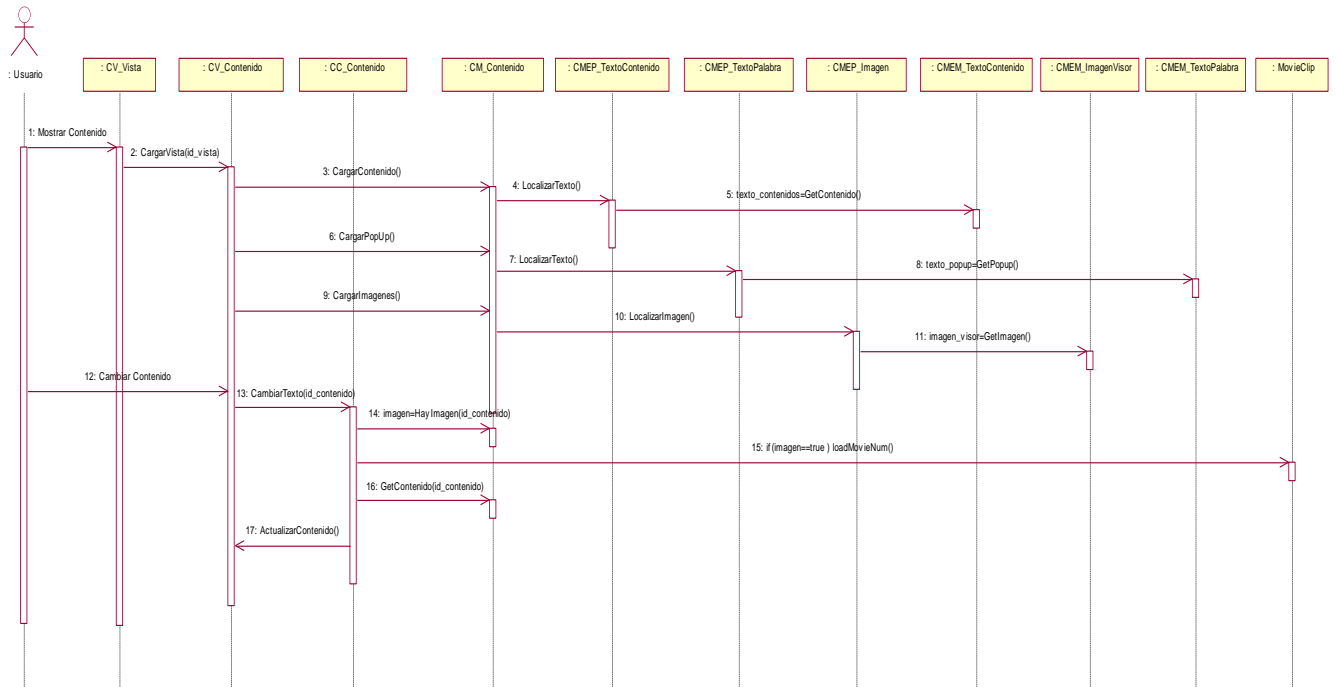 : Usuario
: CV_Vista
: CV_Contenido
: CC_Contenido
: CM_Contenido
: CMEP_TextoContenido
: CMEP_TextoPalabra
: CMEP_Imagen
: CMEM_TextoContenido
: CMEM_ImagenVisor
: CMEM_TextoPalabra
: MovieClip
1: Mostrar Contenido
2: CargarVista(id_vista)
3: CargarContenido()
4: LocalizarTexto()
5: texto_contenidos=GetContenido()
6: CargarPopUp()
7: LocalizarTexto()
8: texto_popup=GetPopup()
9: CargarImagenes()
10: LocalizarImagen()
11: imagen_visor=GetImagen()
12: Cambiar Contenido
13: CambiarTexto(id_contenido)
14: imagen=HayImagen(id_contenido)
15: if (imagen==true ) loadMovieNum()
16: GetContenido(id_contenido)
17: ActualizarContenido()